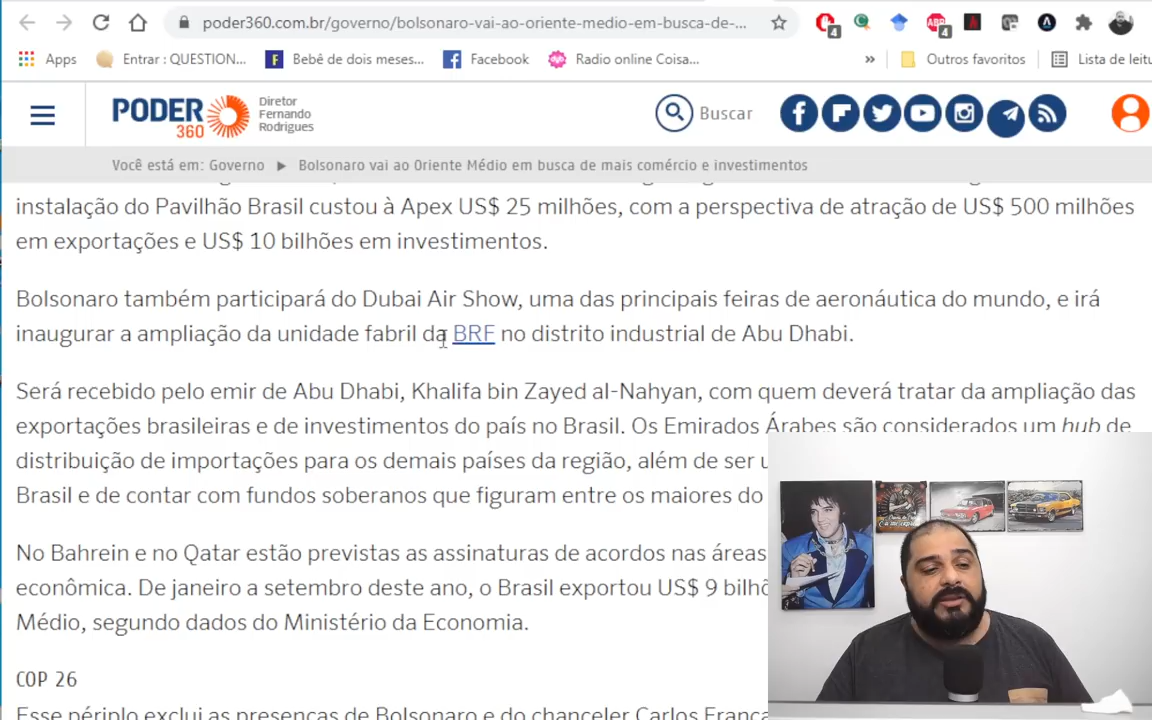 poder360.com.br/governo/bolsonaro-vai-ao-oriente-medio-em-busca-de-...
4
ABP
4
Apps
Entrar : QUESTION...
Bebê de dois meses...
Facebook
Radio online Coisa...
»
Outros favoritos
Lista de leitu
PODER
360
Diretor
Fernando
Rodrigues
Buscar
Você está em: Governo ► Bolsonaro vai ao Oriente Médio em busca de mais comércio e investimentos
instalação do Pavilhão Brasil custou à Apex US$ 25 milhões, com a perspectiva de atração de US$ 500 milhões
em exportações e US$ 10 bilhões em investimentos.
Bolsonaro também participará do Dubai Air Show, uma das principais feiras de aeronáutica do mundo, e irá
inaugurar a ampliação da unidade fabril da BRF no distrito industrial de Abu Dhabi.
Será recebido pelo emir de Abu Dhabi, Khalifa bin Zayed al-Nahyan, com quem deverá tratar da ampliação das
exportações brasileiras e de investimentos do país no Brasil. Os Emirados Árabes são considerados um hub de
distribuição de importações para os demais países da região, além de ser u
Brasil e de contar com fundos soberanos que figuram entre os maiores do
No Bahrein e no Qatar estão previstas as assinaturas de acordos nas áreas
econômica. De janeiro a setembro deste ano, o Brasil exportou US$ 9 bilhõ
Médio, segundo dados do Ministério da Economia.
COP 26
Esse périplo exclui as presenças de Bolsonaro e do chanceler Carlos França